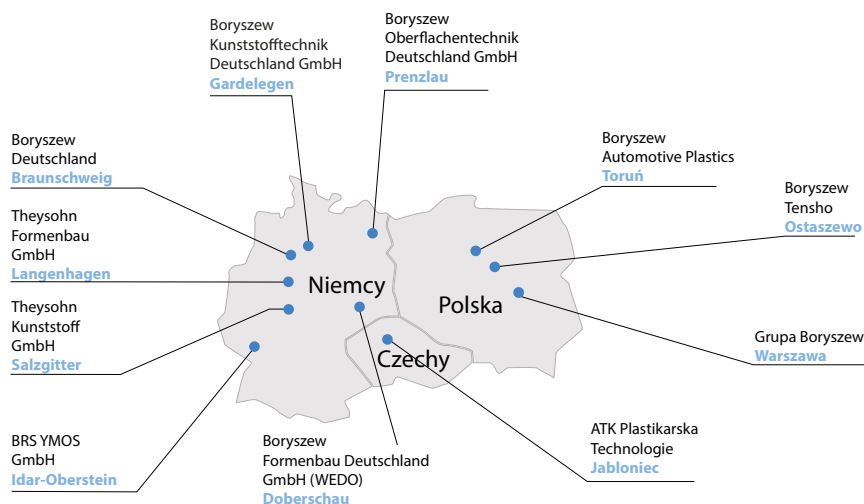 Boryszew
Kunststofftechnik
Deutschland GmbH
Gardelegen
Boryszew
Oberflachentechnik
Deutschland GmbH
Prenzlau
Boryszew
Deutschland
Braunschweig
Boryszew
Automotive Plastics
Toruń
Boryszew
Tensho
Ostaszewo
Theysohn
Formenbau
GmbH
Langenhagen
Niemcy
Polska
Czechy
Theysohn
Kunststoff
GmbH
Salzgitter
Grupa Boryszew
Warszawa
BRS YMOS
GmbH
Idar-Oberstein
Boryszew
Formenbau Deutschland
GmbH (WEDO)
Doberschau
ATK Plastikarska
Technologie
Jabloniec